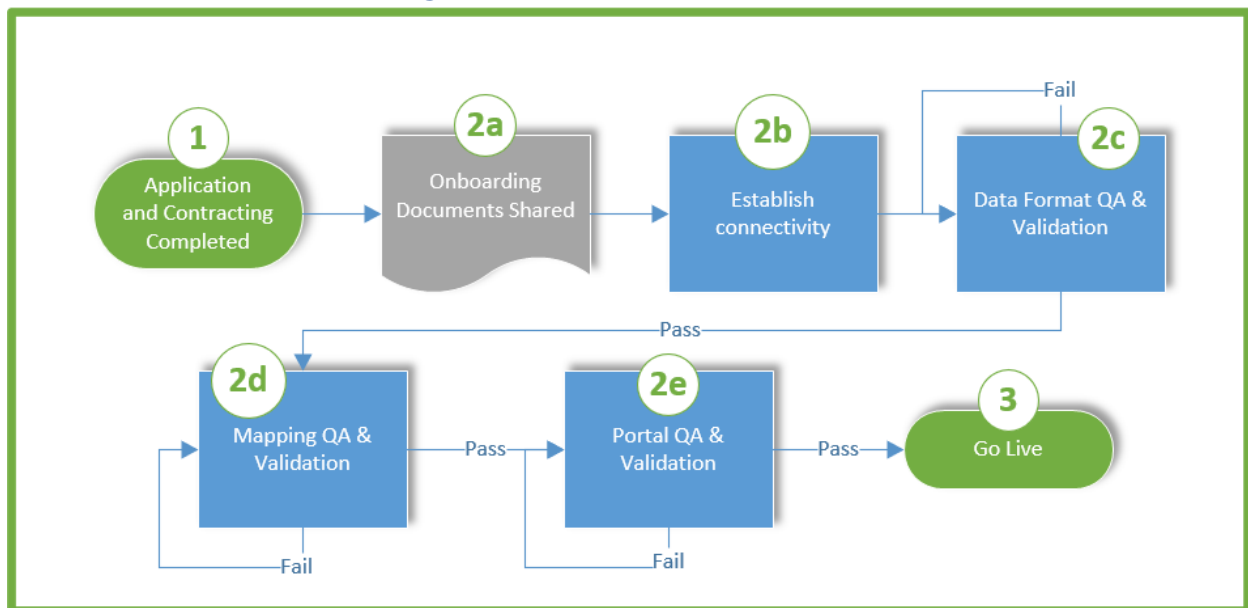 1
Application
and Contracting
Completed
2a
Onboarding
Documents Shared
2b
Establish
connectivity
Fail
2c
Data Format QA &
Validation
Pass
2d
Mapping QA &
Validation
Fail
Pass
2e
Portal QA &
Validation
Fail
Pass
3
Go Live